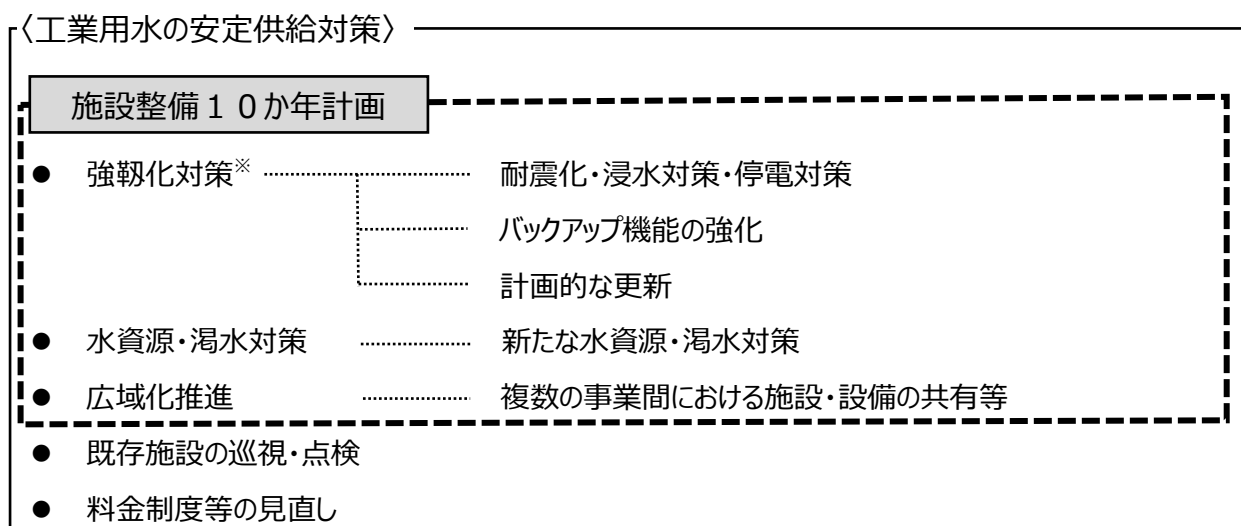 〈工業用水の安定供給対策〉
施設整備１０か年計画
● 強靱化対策※ 耐震化・浸水対策・停電対策
バックアップ機能の強化
計画的な更新
● 水資源・渇水対策 新たな水資源・渇水対策
● 広域化推進 複数の事業間における施設・設備の共有等
● 既存施設の巡視・点検
● 料金制度等の見直し